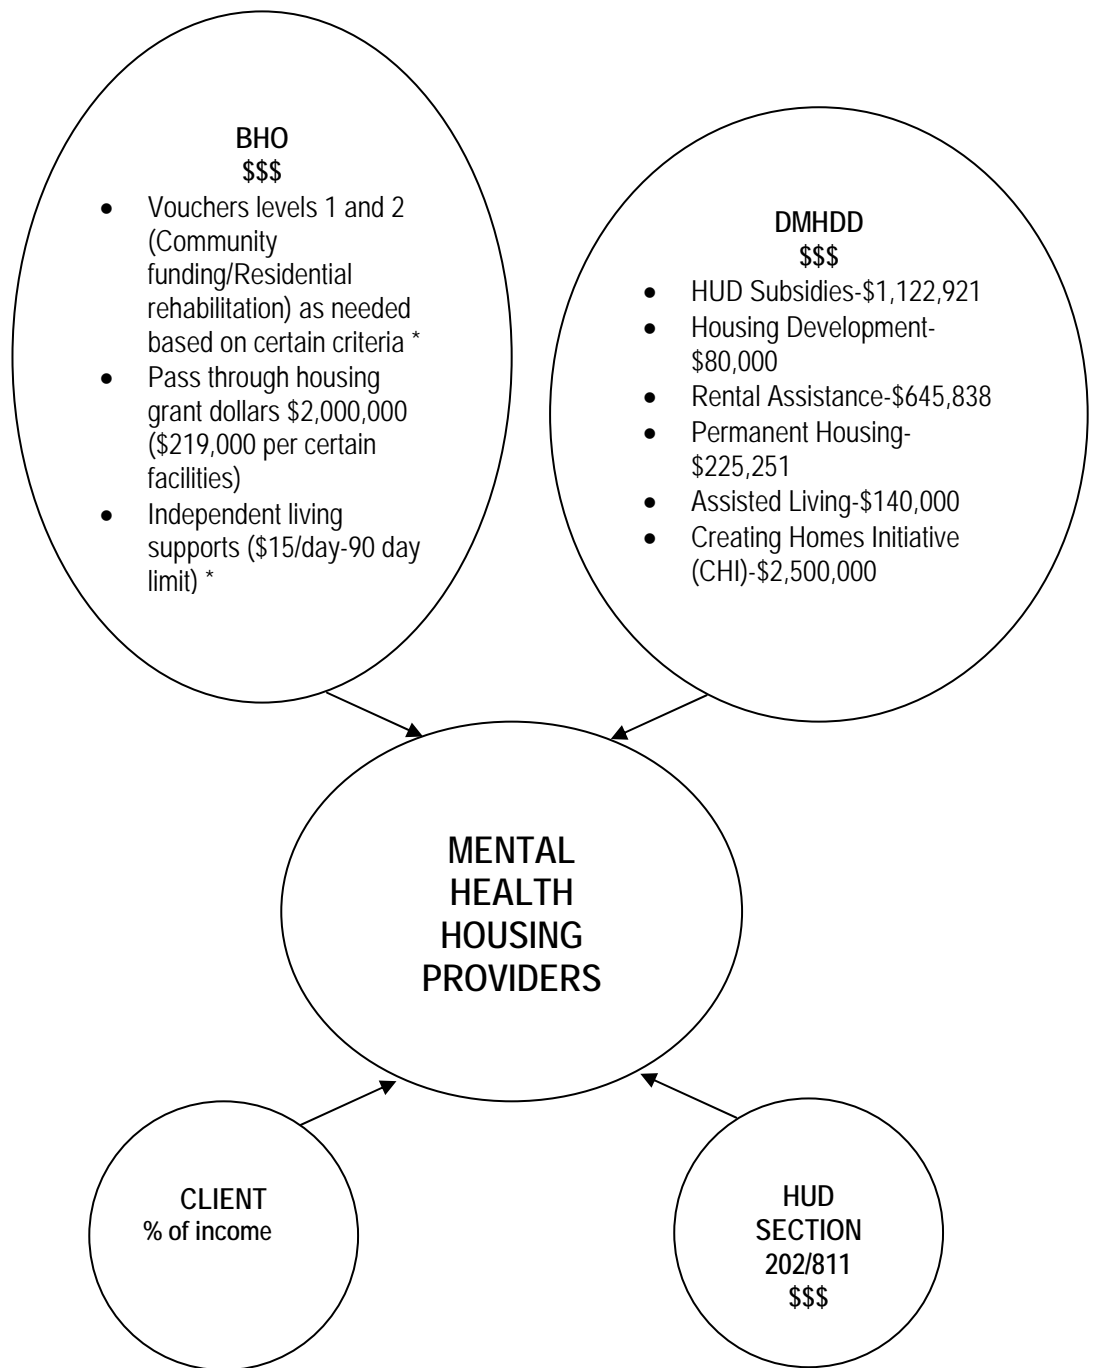 BHO
$$$
• Vouchers levels 1 and 2
(Community
funding/Residential
rehabilitation) as needed
based on certain criteria *
• Pass through housing
grant dollars $2,000,000
($219,000 per certain
facilities)
• Independent living
supports ($15/day-90 day
limit) *
DMHDD
$$$
• HUD Subsidies-$1,122,921
• Housing Development-
$80,000
• Rental Assistance-$645,838
• Permanent Housing-
$225,251
• Assisted Living-$140,000
• Creating Homes Initiative
(CHI)-$2,500,000
MENTAL
HEALTH
HOUSING
PROVIDERS
CLIENT
% of income
HUD
SECTION
202/811
$$$